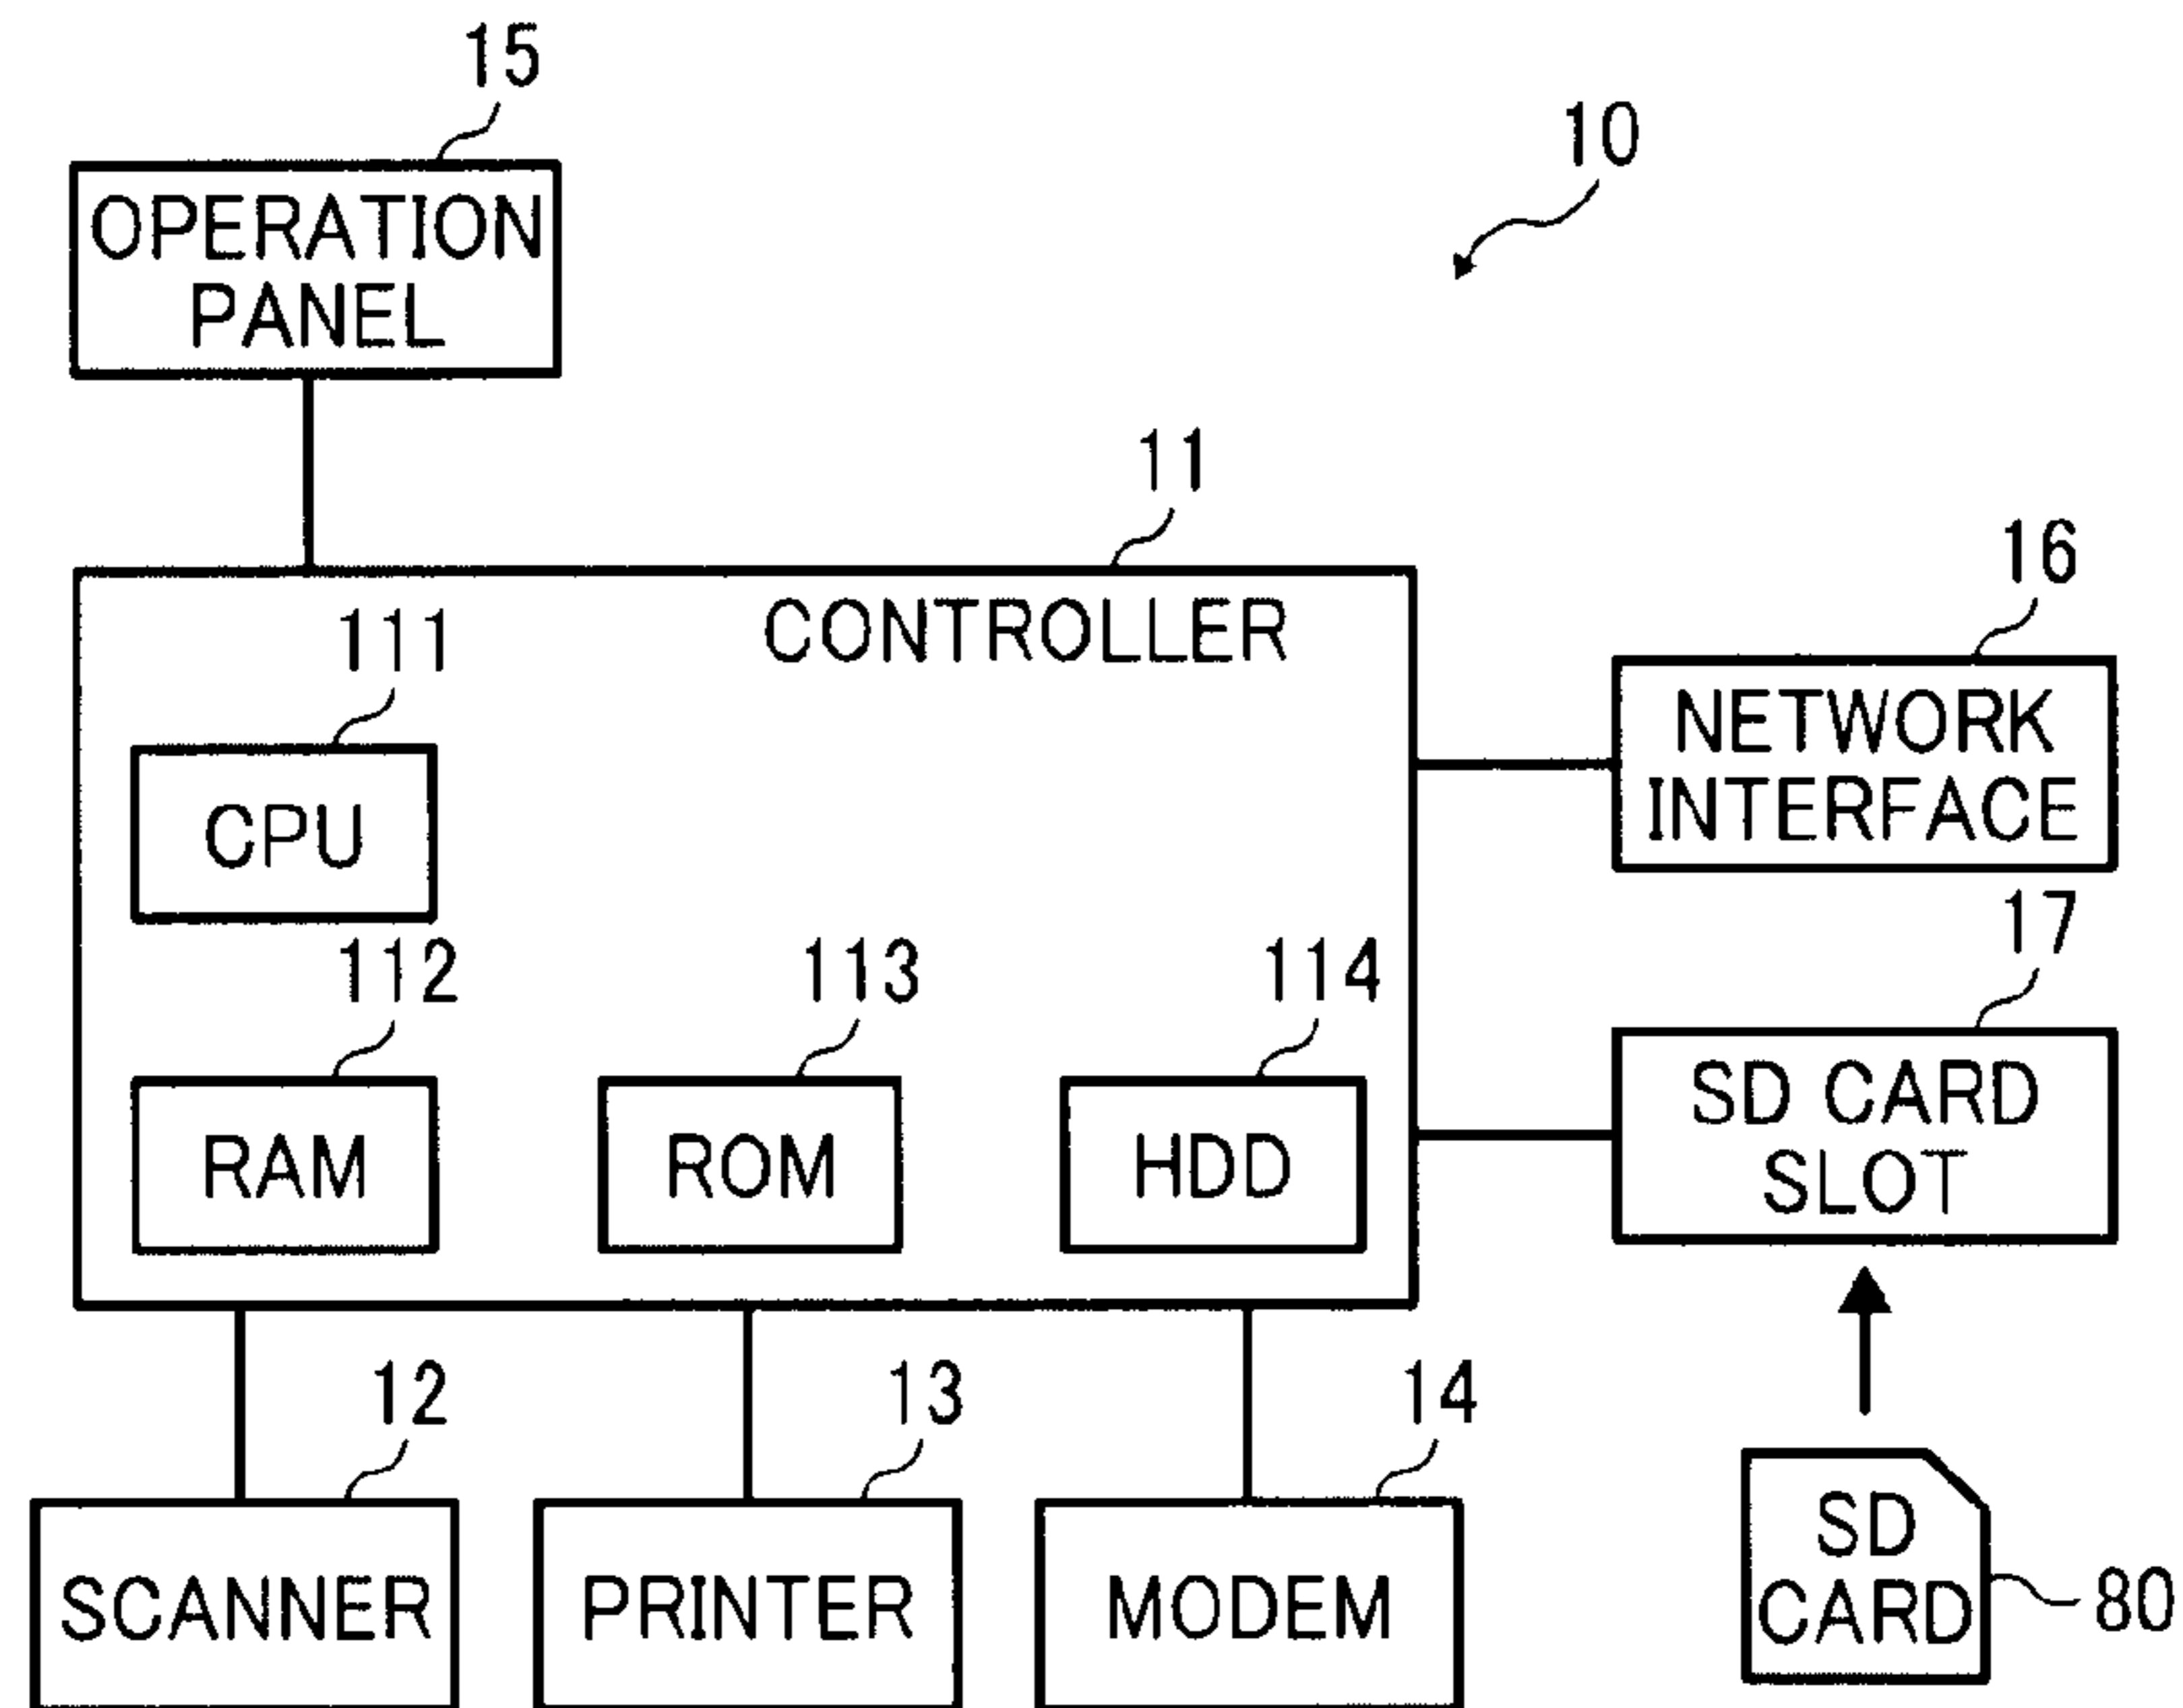 15
10
OPERATION
PANEL
11
CONTROLLER
16
111
NETWORK
INTERFACE
CPU
17
112
113
114
SD CARD
SLOT
RAM
ROM
HDD
12
13
14
SD
CARD
80
SCANNER
PRINTER
MODEM